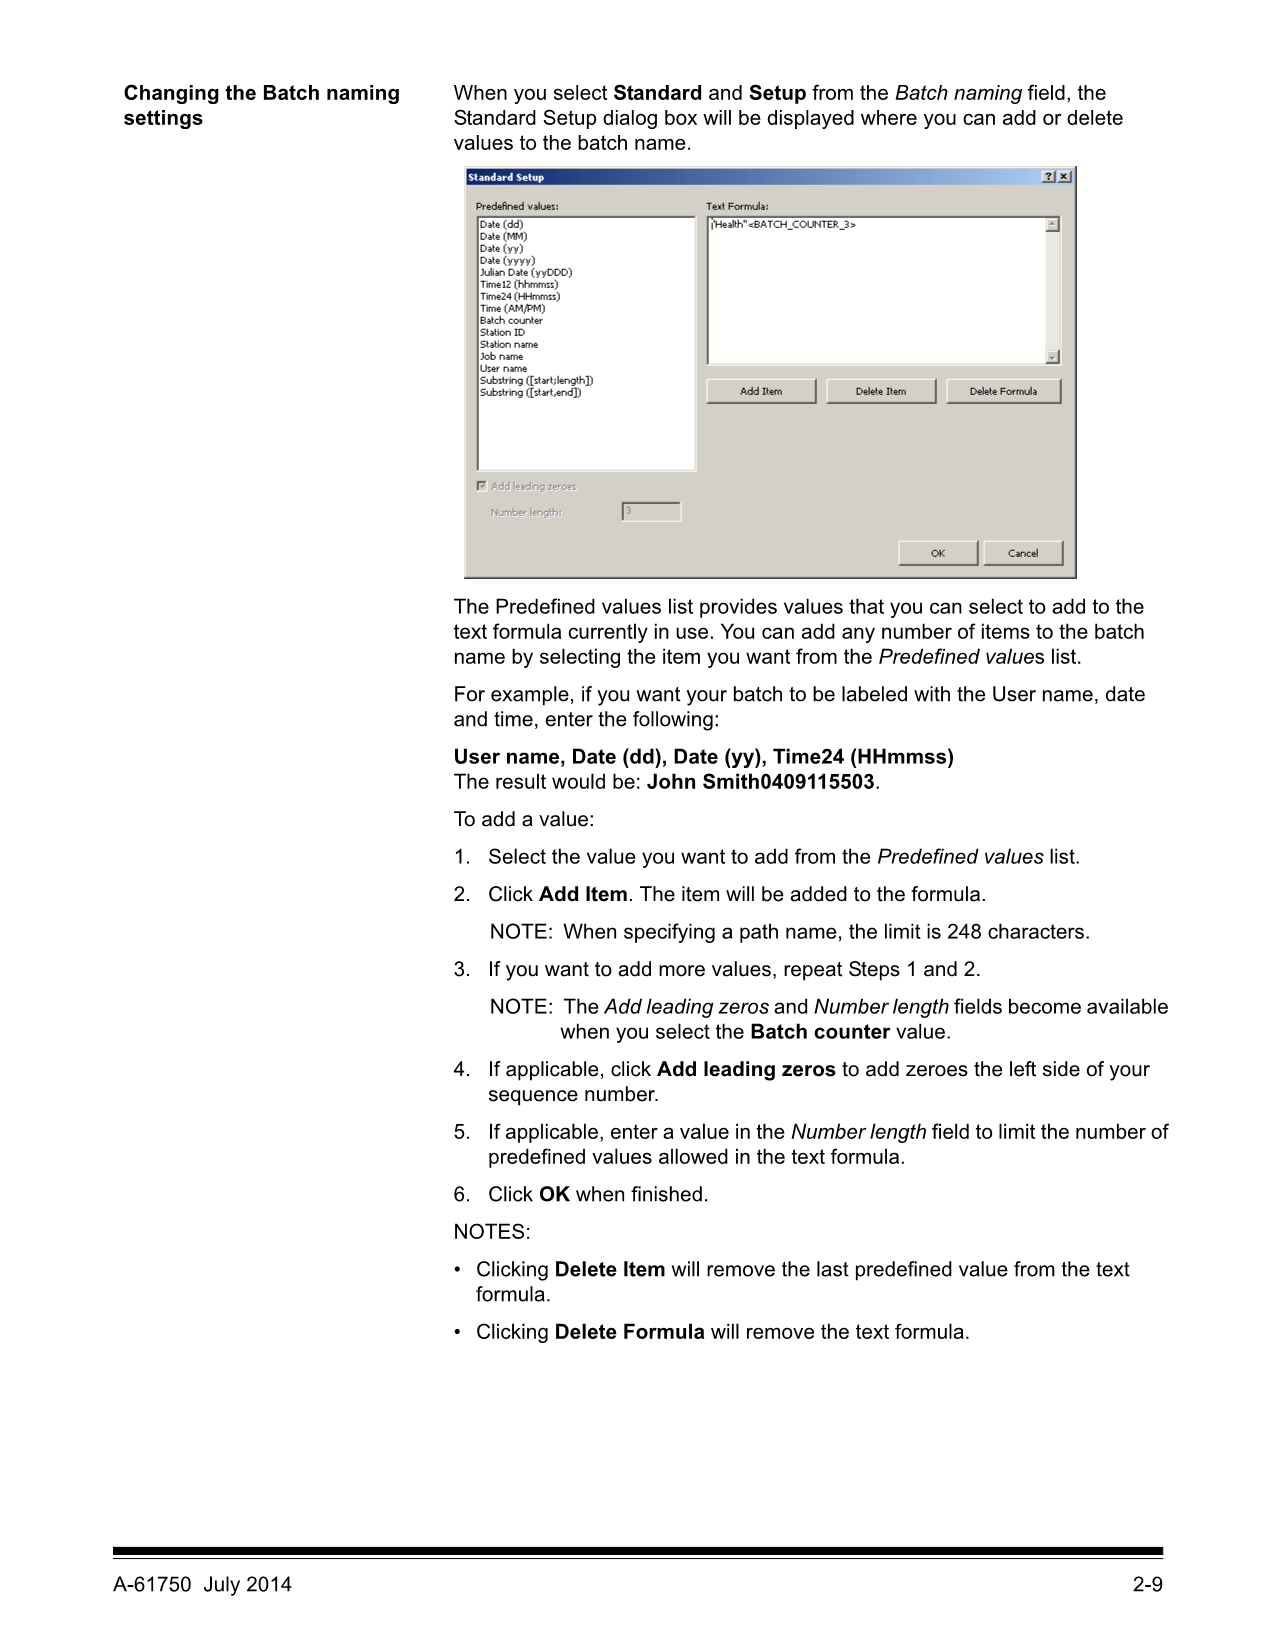 Changing the Batch naming
settings
When you select Standard and Setup from the Batch naming field, the
Standard Setup dialog box will be displayed where you can add or delete
values to the batch name.
Standard Setup
Predefined values:
Date (dd)
Date (MM)
Date (yy)
Date (yyyy)
Julian Date (yyDDD)
Time12 (hhmmss)
Time24 (HHmmss)
Time (AM/PM)
Batch counter
Station ID
Station name
Job name
User name
Substring ([start;length])
Substring ([start,end])
Text Formula:
"Health"<BATCH_COUNTER_3>
Add Item
Delete Item
Delete Formula
Add leading zeroes
Number length:
3
OK
Cancel
The Predefined values list provides values that you can select to add to the
text formula currently in use. You can add any number of items to the batch
name by selecting the item you want from the Predefined values list.
For example, if you want your batch to be labeled with the User name, date
and time, enter the following:
User name, Date (dd), Date (yy), Time24 (HHmmss)
The result would be: John Smith0409115503.
To add a value:
1. Select the value you want to add from the Predefined values list.
2. Click Add Item. The item will be added to the formula.
NOTE: When specifying a path name, the limit is 248 characters.
3. If you want to add more values, repeat Steps 1 and 2.
NOTE: The Add leading zeros and Number length fields become available
when you select the Batch counter value.
4. If applicable, click Add leading zeros to add zeroes the left side of your
sequence number.
5. If applicable, enter a value in the Number length field to limit the number of
predefined values allowed in the text formula.
6. Click OK when finished.
NOTES:
• Clicking Delete Item will remove the last predefined value from the text
formula.
• Clicking Delete Formula will remove the text formula.
A-61750 July 2014
2-9